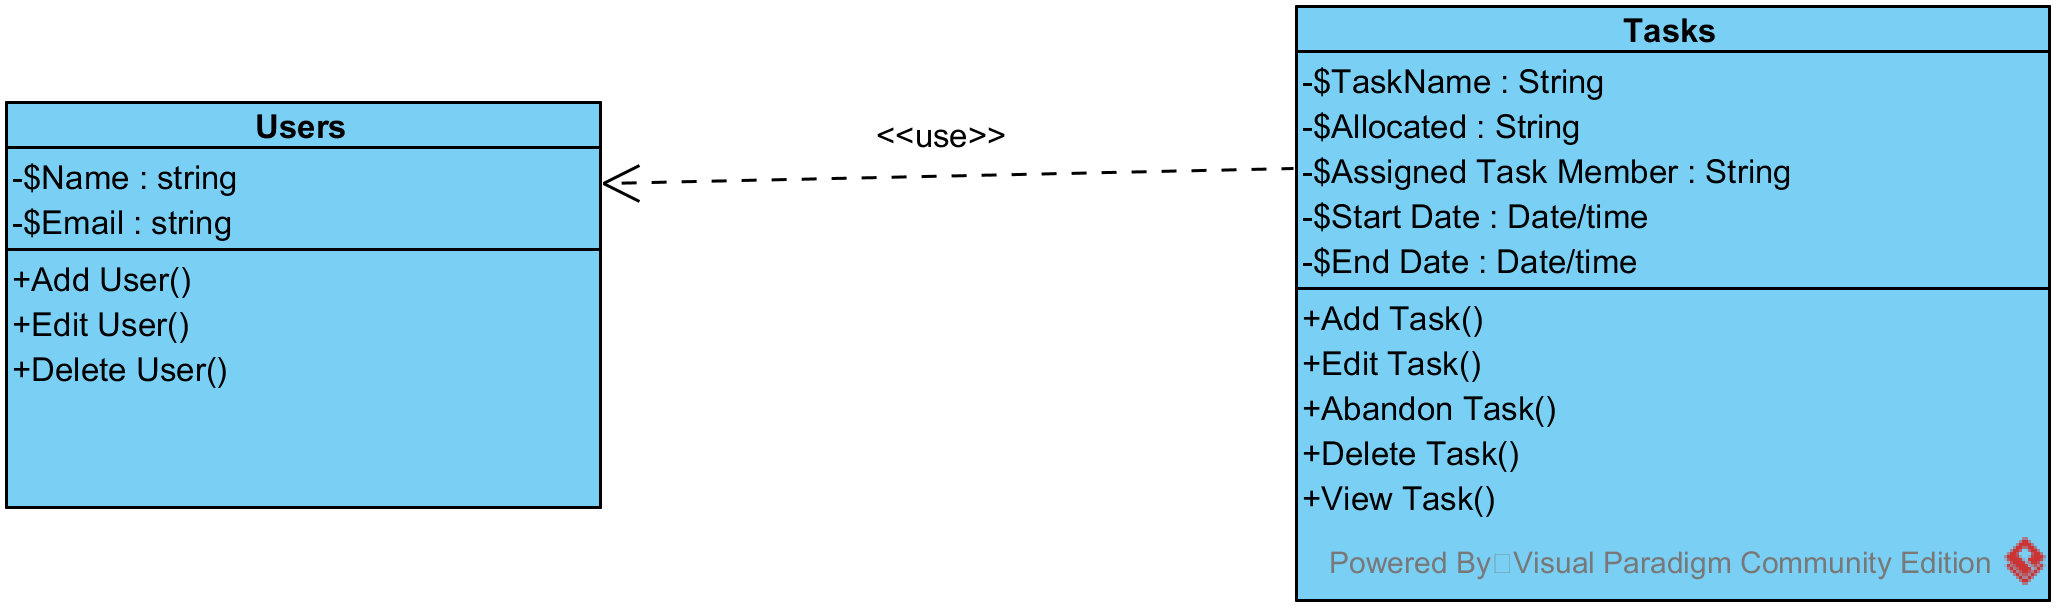 Users
-$Name : string
-$Email : string
+Add User()
+Edit User()
+Delete User()
<<use>>
Tasks
-$TaskName : String
-$Allocated : String
-$Assigned Task Member : String
-$Start Date : Date/time
-$End Date : Date/time
+Add Task()
+Edit Task()
+Abandon Task()
+Delete Task()
+View Task()
Powered By Visual Paradigm Community Edition